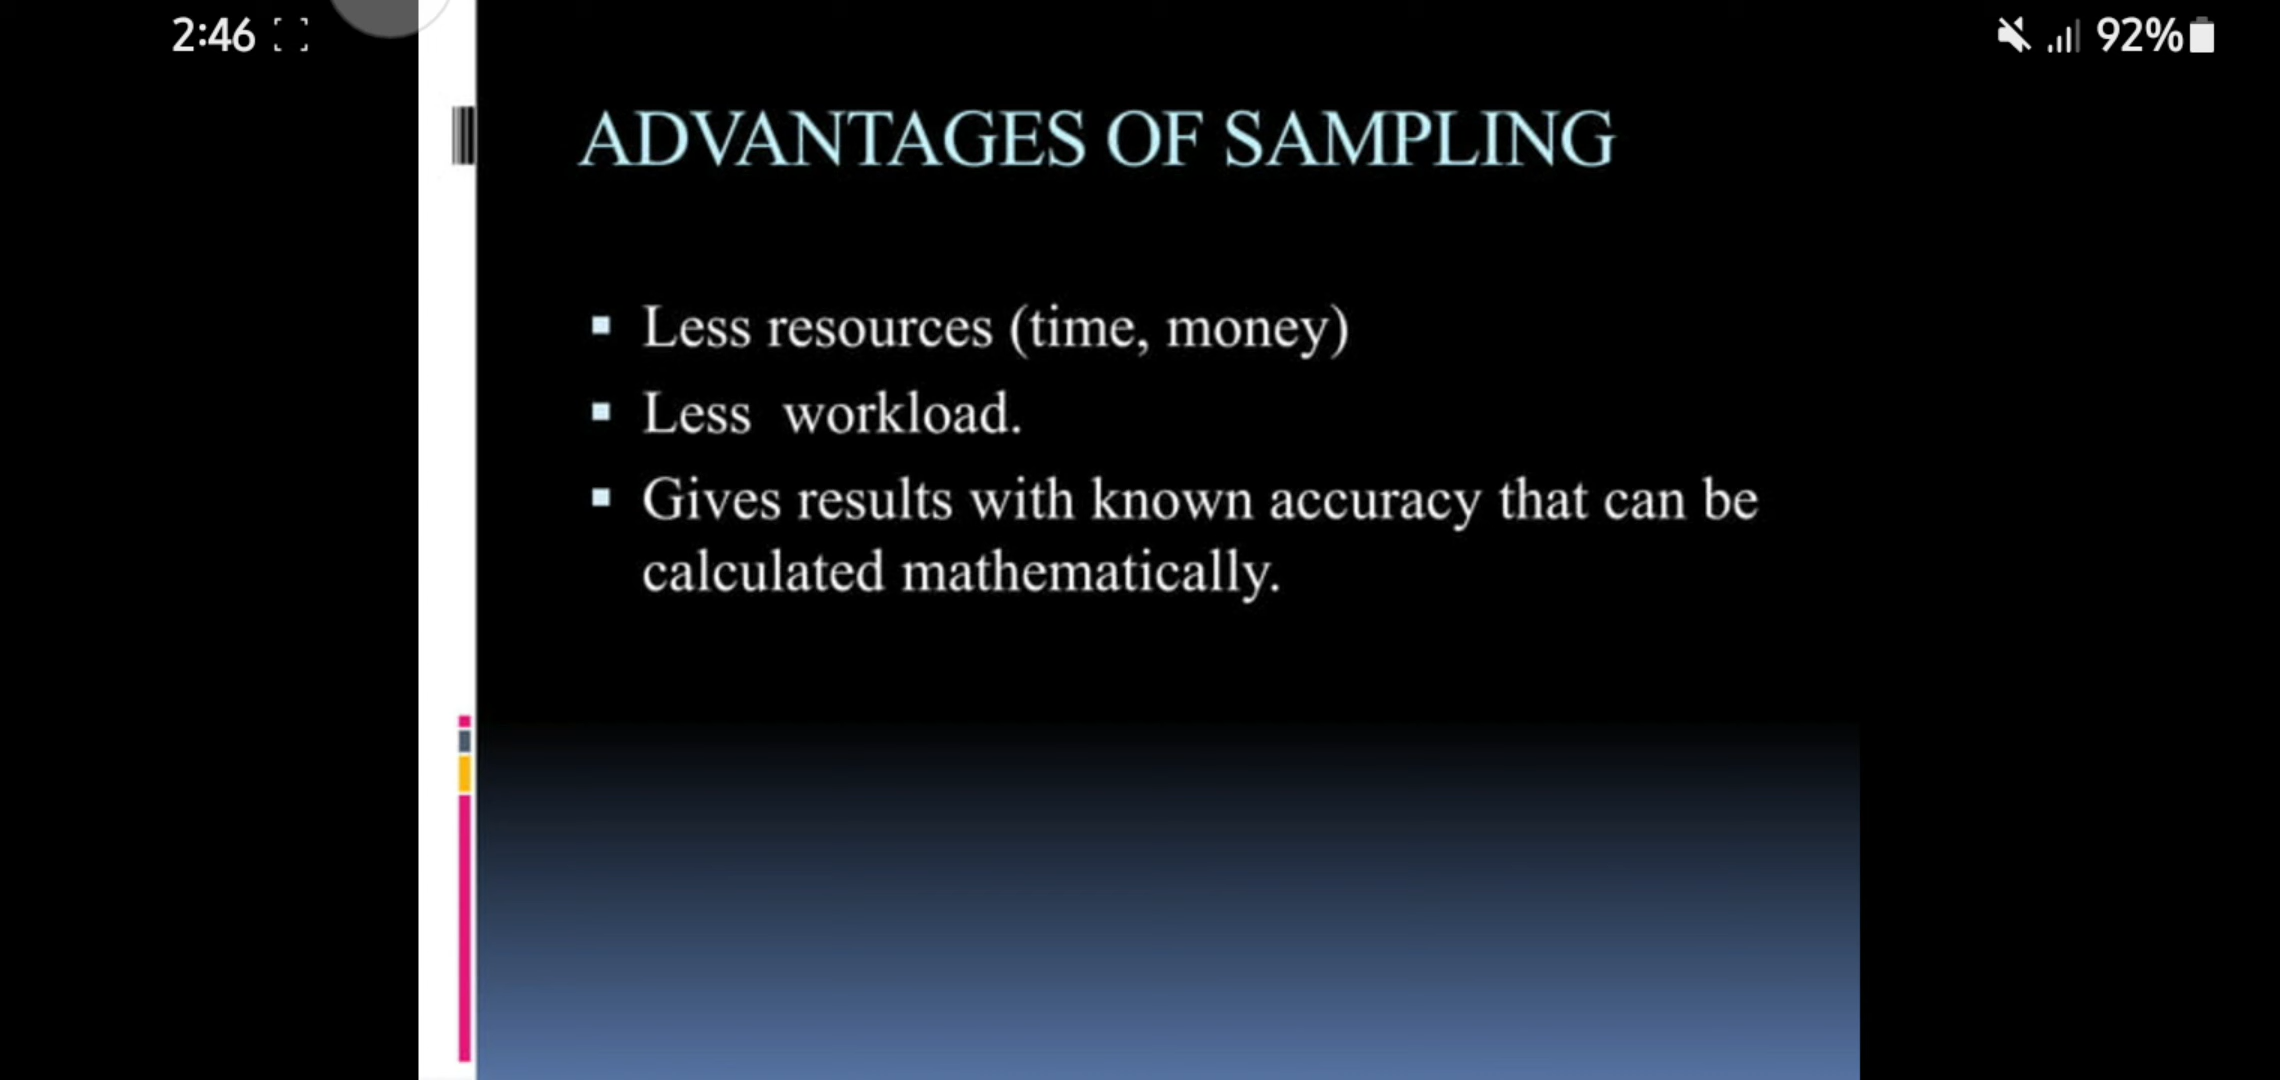 2:46
92%
ADVANTAGES OF SAMPLING
▪ Less resources (time, money)
▪ Less workload.
▪ Gives results with known accuracy that can be
calculated mathematically.